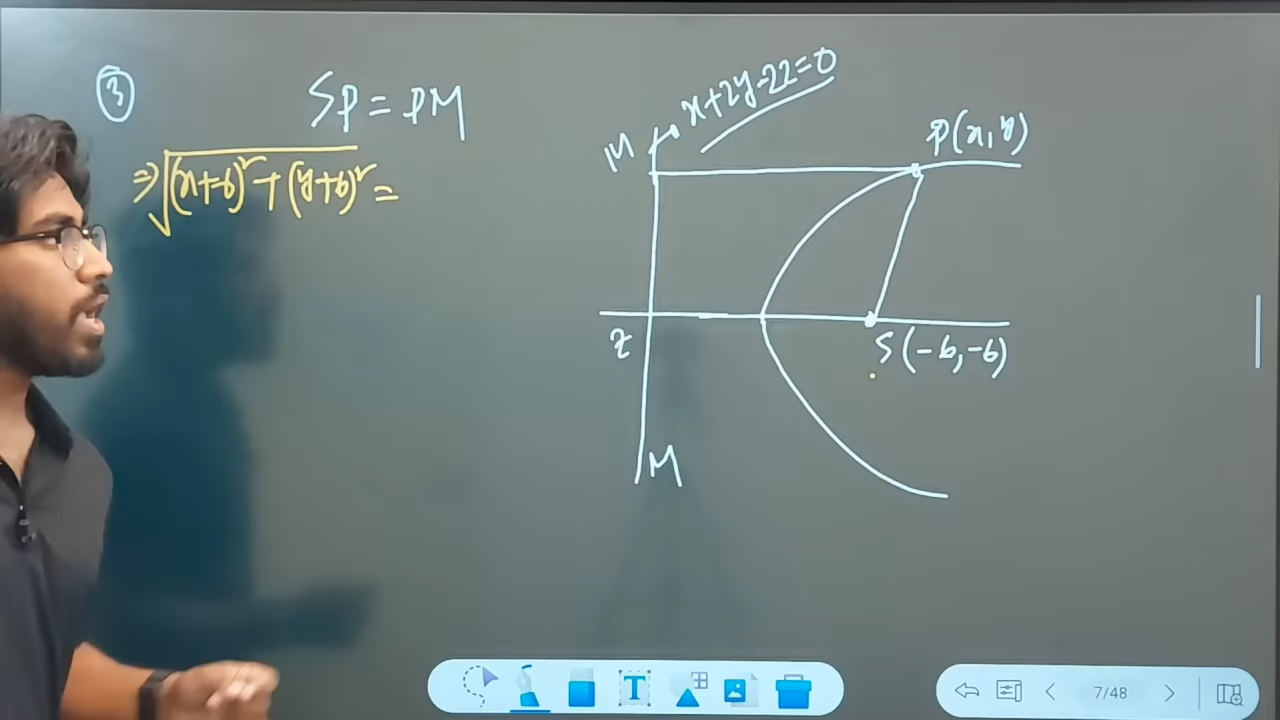 ③ SP = PM
⇒ √(x+6)² + (y+6)² =
x+2y-22=0
M
P(x,y)
Z
S(-6,-6)
M
T
7/48